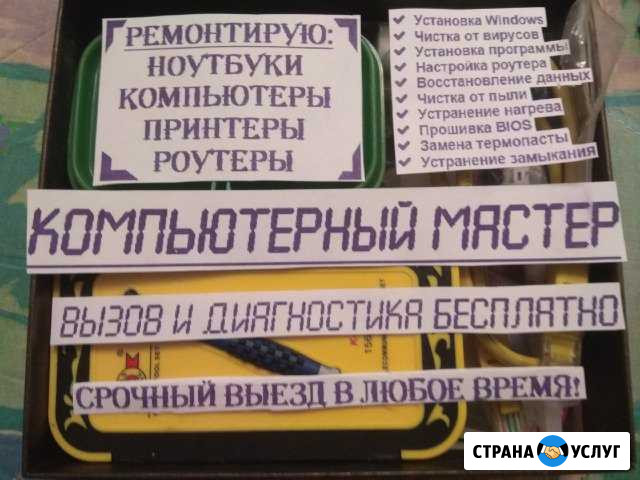 РЕМОНТИРУЮ:
НОУТБУКИ
КОМПЬЮТЕРЫ
ПРИНТЕРЫ
РОУТЕРЫ
✓ Установка Windows
✓ Чистка от вирусов
✓ Установка программы
✓ Настройка роутера
✓ Восстановление данных
✓ Чистка от пыли
✓ Устранение нагрева
✓ Прошивка BIOS
✓ Замена термопасты
✓ Устранение замыкания
КОМПЬЮТЕРНЫЙ МАСТЕР
ВЫЗОВ И ДИАГНОСТИКА БЕСПЛАТНО
СРОЧНЫЙ ВЫЕЗД В ЛЮБОЕ ВРЕМЯ!
СТРАНА УСЛУГ